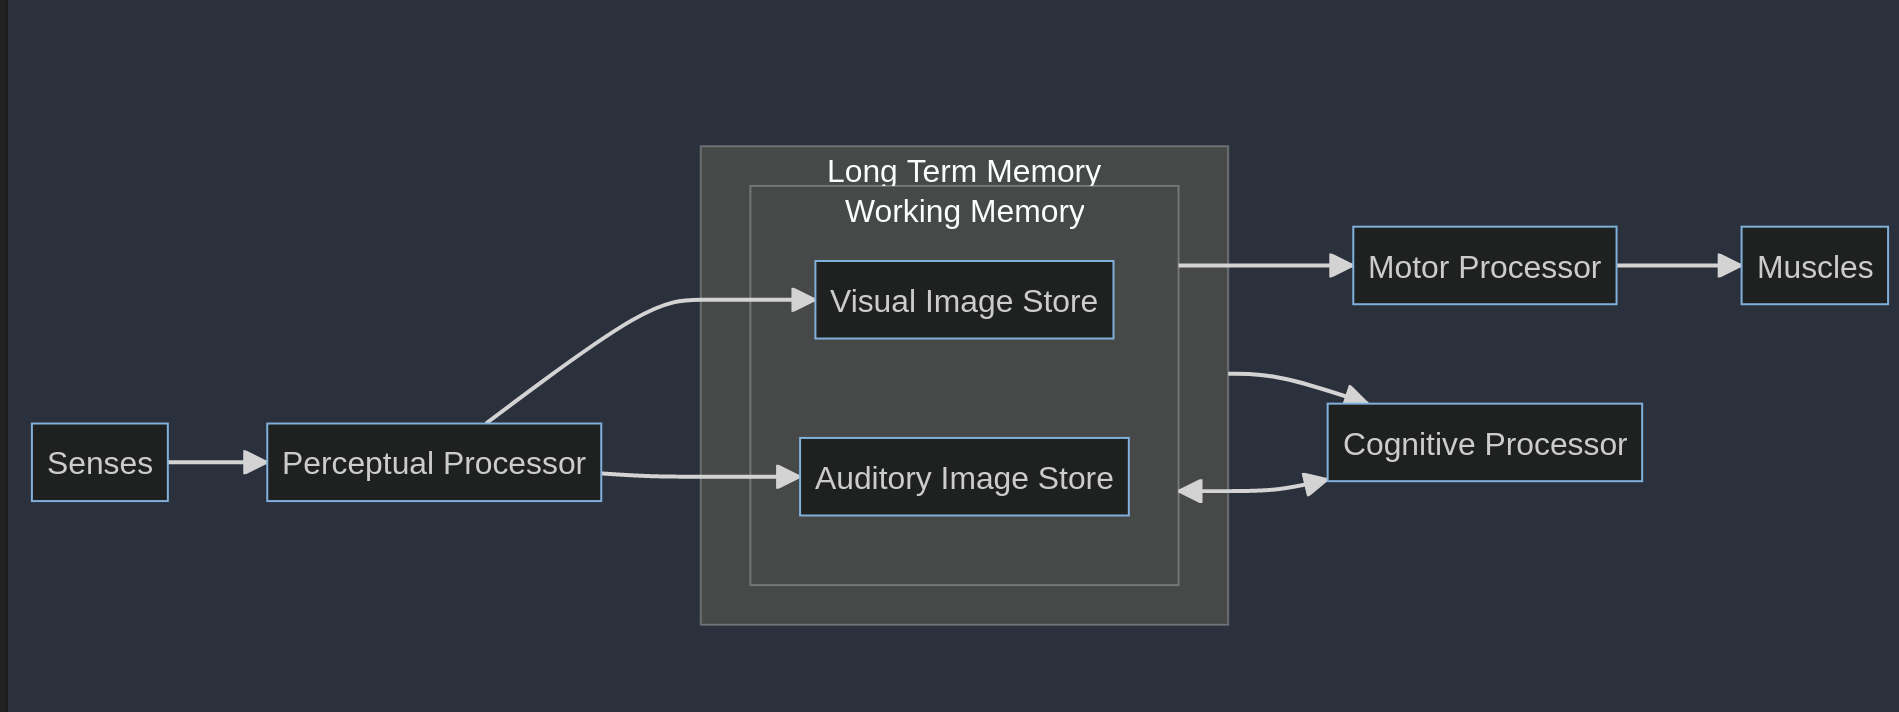 Long Term Memory
Working Memory
Visual Image Store
Motor Processor
Muscles
Senses
Perceptual Processor
Auditory Image Store
Cognitive Processor